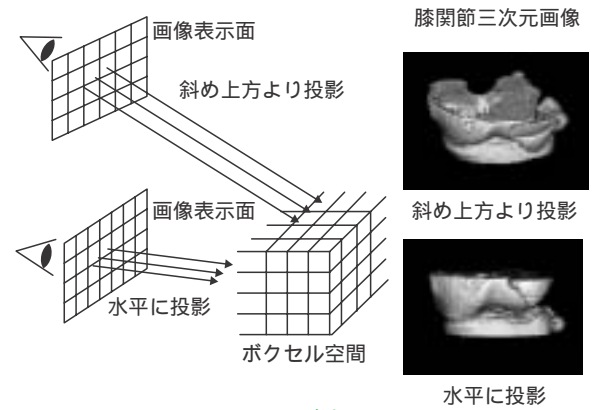 膝関節三次元画像
画像表示面
斜め上方より投影
斜め上方より投影
画像表示面
水平に投影
ボクセル空間
水平に投影